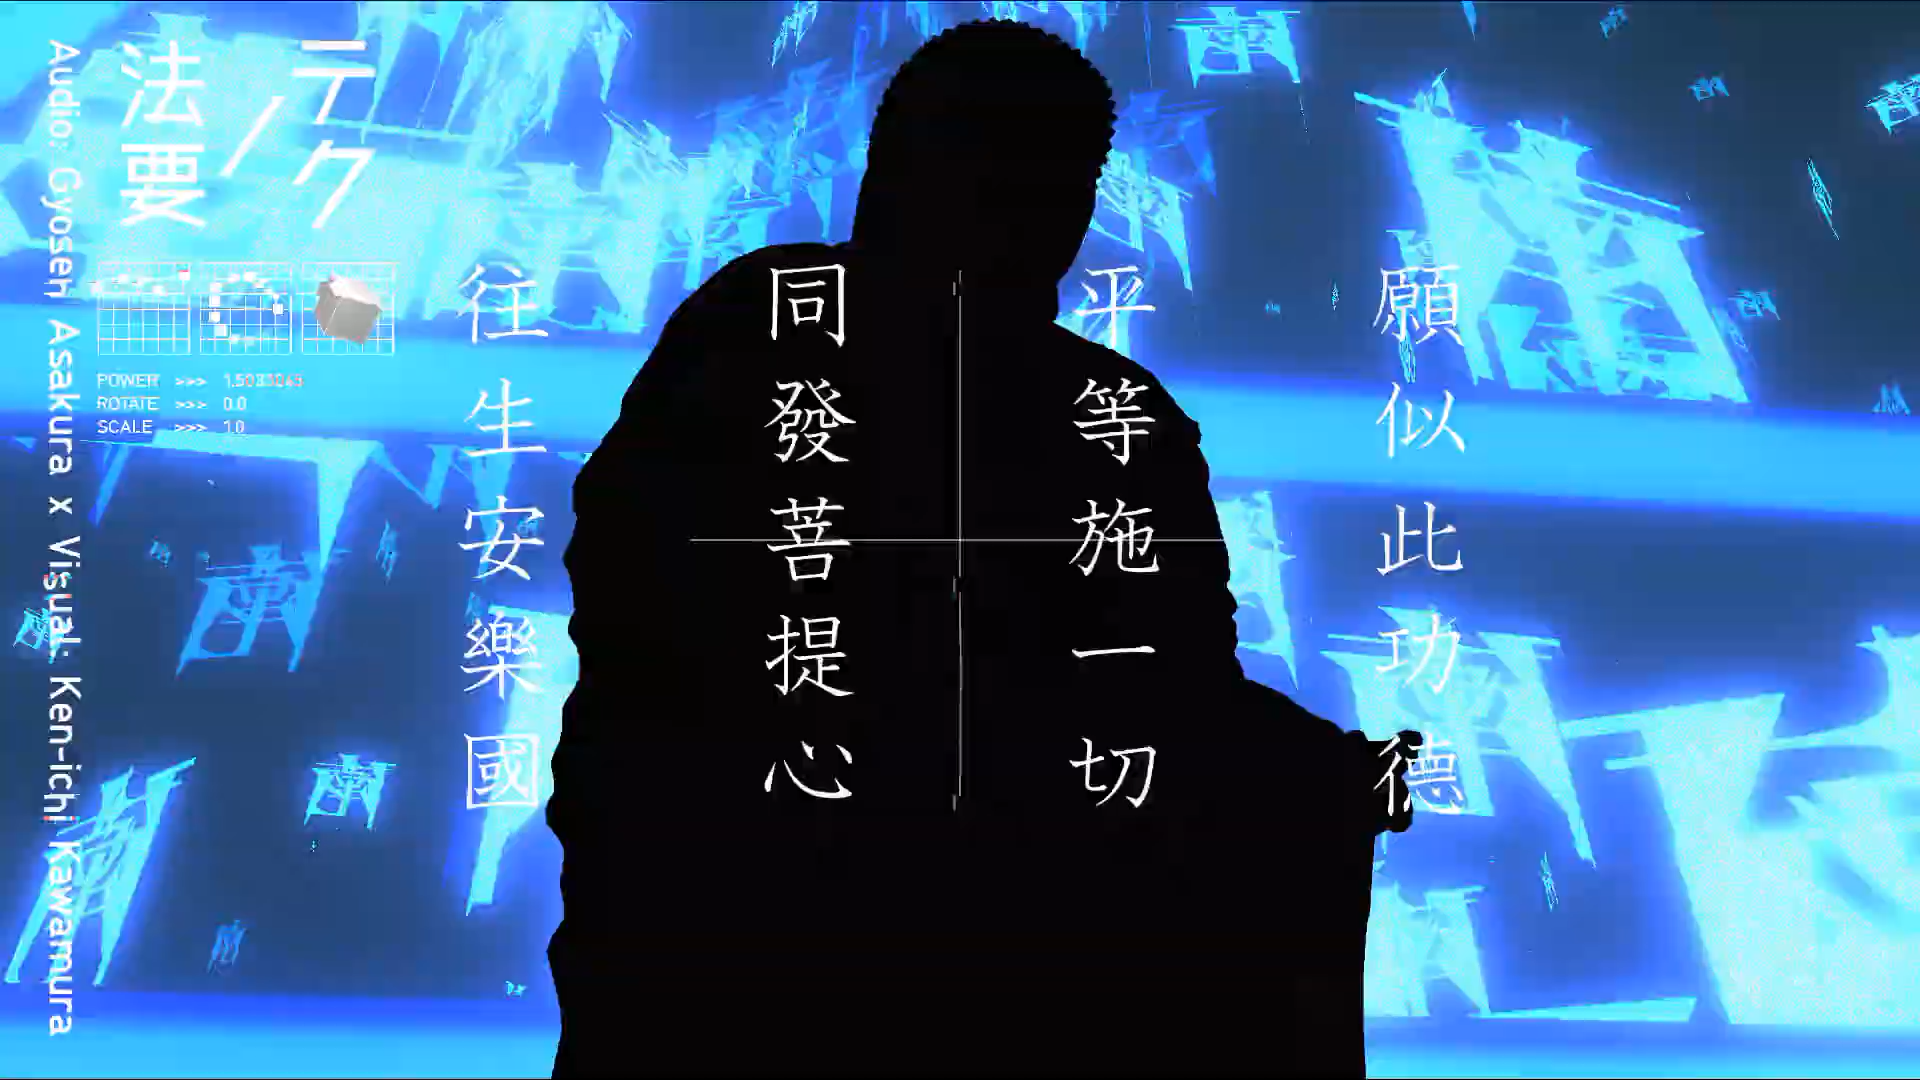 テクノ
法要
Audio: Gyosen Asakura x Visual: Ken-ichi Kawamura
POWER >>> 1.5033045
ROTATE >>> 0.0
SCALE >>> 1.0
願似此功德
平等施一切
同發菩提心
往生安樂國